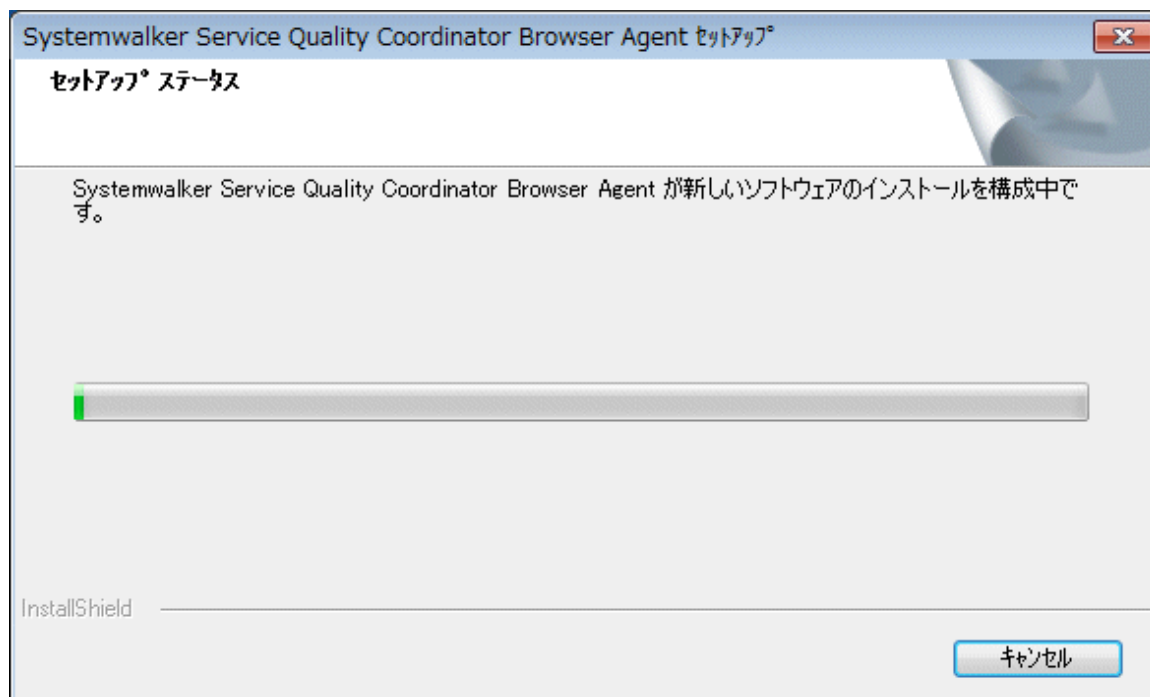 Systemwalker Service Quality Coordinator Browser Agent ｾｯﾄｱｯﾌﾟ
ｾｯﾄｱｯﾌﾟ ｽﾃｰﾀｽ
Systemwalker Service Quality Coordinator Browser Agent が新しいソフトウェアのインストールを構成中で
す。
InstallShield
ｷｬﾝｾﾙ